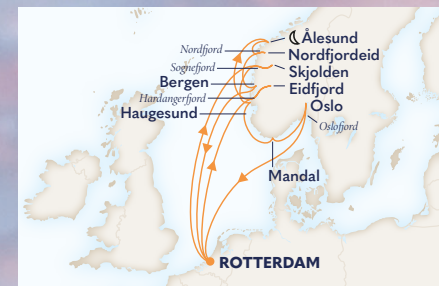 Ålesund
Nordfjord
Nordfjordeid
Sognefjord
Skjolden
Bergen
Eidfjord
Hardangerfjord
Oslo
Haugesund
Oslofjord
Mandal
ROTTERDAM